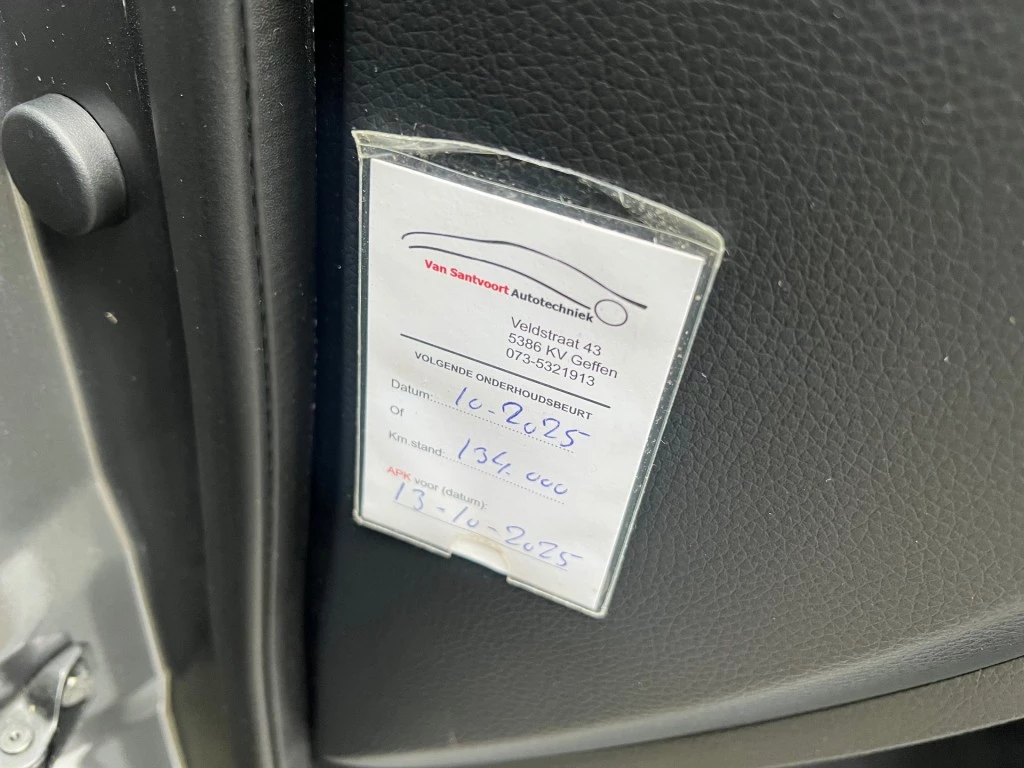 Van Santvoort Autotechniek
Veldstraat 43
5386 KV Geffen
073-5321913
VOLGENDE ONDERHOUDSBEURT
Datum: 10-2025
Of
Km.stand: 134.000
APK voor (datum):
13-10-2025